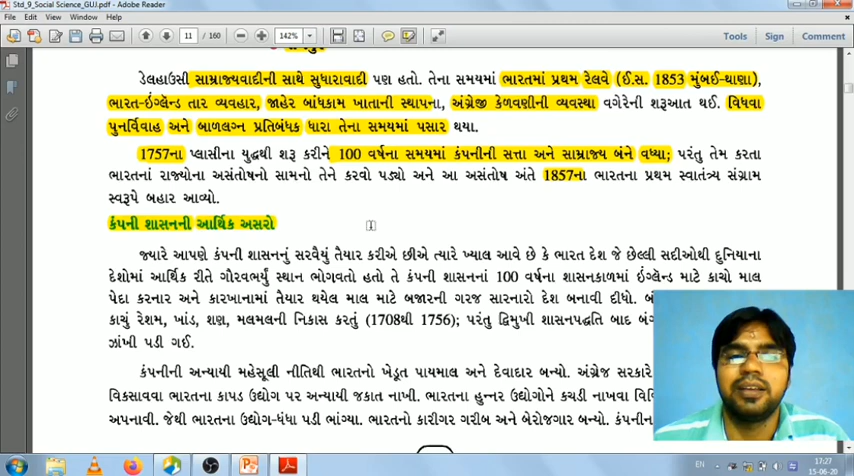 Std_9_Social Science_GUJ.pdf - Adobe Reader
File Edit View Window Help
11 / 160 142% Tools Sign Comment
ડેલહાઉસી સામ્રાજ્યવાદીની સાથે સુધારાવાદી પણ હતો. તેના સમયમાં ભારતમાં પ્રથમ રેલવે (ઈ.સ. 1853 મુંબઈ-થાણા),
ભારત-ઇંગ્લૅન્ડ તાર વ્યવહાર, જાહેર બાંધકામ ખાતાની સ્થાપના, અંગ્રેજી કેળવણીની વ્યવસ્થા વગેરેની શરૂઆત થઈ. વિધવા
પુનર્વિવાહ અને બાળલગ્ન પ્રતિબંધક ધારા તેના સમયમાં પસાર થયા.
1757ના પ્લાસીના યુદ્ધથી શરૂ કરીને 100 વર્ષના સમયમાં કંપનીની સત્તા અને સામ્રાજ્ય બંને વધ્યા; પરંતુ તેમ કરતા
ભારતનાં રાજ્યોના અસંતોષનો સામનો તેને કરવો પડ્યો અને આ અસંતોષ અંતે 1857ના ભારતના પ્રથમ સ્વાતંત્ર્ય સંગ્રામ
સ્વરૂપે બહાર આવ્યો.
કંપની શાસનની આર્થિક અસરો
જ્યારે આપણે કંપની શાસનનું સરવૈયું તૈયાર કરીએ છીએ ત્યારે ખ્યાલ આવે છે કે ભારત દેશ જે છેલ્લી સદીઓથી દુનિયાના
દેશોમાં આર્થિક રીતે ગૌરવભર્યું સ્થાન ભોગવતો હતો તે કંપની શાસનનાં 100 વર્ષના શાસનકાળમાં ઇંગ્લૅન્ડ માટે કાચો માલ
પેદા કરનાર અને કારખાનામાં તૈયાર થયેલ માલ માટે બજારની ગરજ સારનારો દેશ બનાવી દીધો.
કાચું રેશમ, ખાંડ, શણ, મલમલની નિકાસ કરતું (1708થી 1756); પરંતુ દ્વિમુખી શાસનપદ્ધતિ બાદ
ઝાંખી પડી ગઈ.
કંપનીની અન્યાયી મહેસૂલી નીતિથી ભારતનો ખેડૂત પાયમાલ અને દેવાદાર બન્યો. અંગ્રેજ સરકારે
વિકસાવવા ભારતના કાપડ ઉદ્યોગ પર અન્યાયી જકાત નાખી. ભારતના હુન્નર ઉદ્યોગોને કચડી નાખવા
અપનાવી. જેથી ભારતના ઉદ્યોગ-ધંધા પડી ભાંગ્યા. ભારતનો કારીગર ગરીબ અને બેરોજગાર બન્યો. કંપનીની
EN 17:27
15-06-20